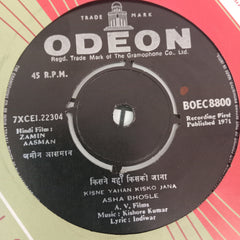 TRADE MARK
ODEON
Regd. Trade Mark of The Gramophone Co., Ltd.
45 R.P.M.
BOEC8800
7XCEI.22304
Recording First
Published 1971
Hindi Film:
ZAMIN
AASMAN
जमीन आसमान
किसने यहाँ किसको जाना
KISNE YAHAN KISKO JANA
ASHA BHOSLE
A. V. Films
Music: Kishore Kumar
Lyric: Indiwar